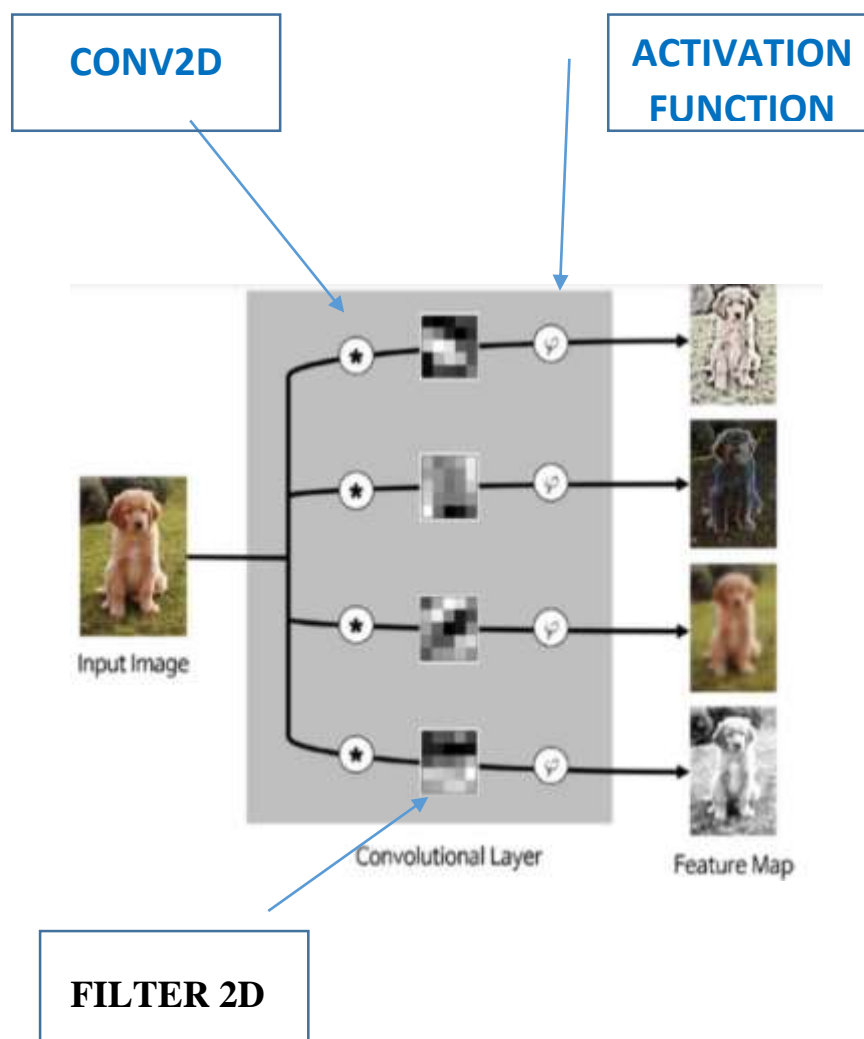 CONV2D
ACTIVATION
FUNCTION
φ
φ
Input Image
φ
φ
Convolutional Layer
Feature Map
FILTER 2D